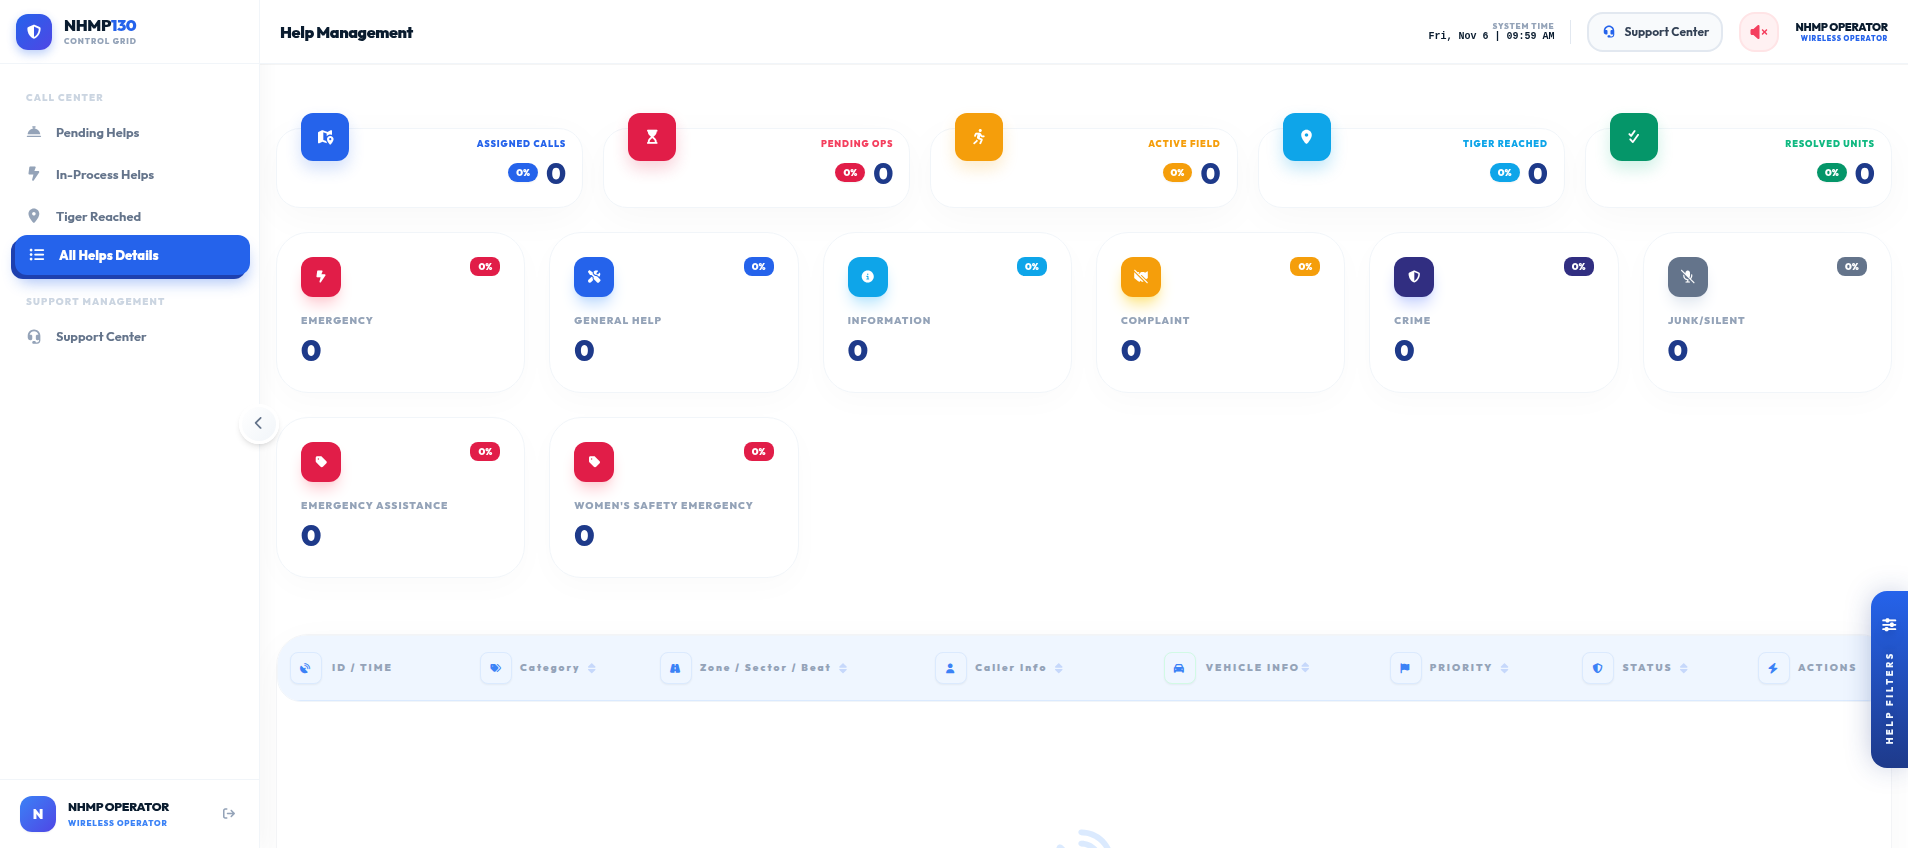 NHMP130
CONTROL GRID
Help Management
SYSTEM TIME
Fri, Nov 6 | 09:59 AM
Support Center
NHMP OPERATOR
WIRELESS OPERATOR
CALL CENTER
Pending Helps
In-Process Helps
Tiger Reached
All Helps Details
SUPPORT MANAGEMENT
Support Center
ASSIGNED CALLS
0% 0
PENDING OPS
0% 0
ACTIVE FIELD
0% 0
TIGER REACHED
0% 0
RESOLVED UNITS
0% 0
0%
EMERGENCY
0
0%
GENERAL HELP
0
0%
INFORMATION
0
0%
COMPLAINT
0
0%
CRIME
0
0%
JUNK/SILENT
0
0%
EMERGENCY ASSISTANCE
0
0%
WOMEN'S SAFETY EMERGENCY
0
ID / TIME Category Zone / Sector / Beat Caller Info VEHICLE INFO PRIORITY STATUS ACTIONS
HELP FILTERS
N
NHMP OPERATOR
WIRELESS OPERATOR